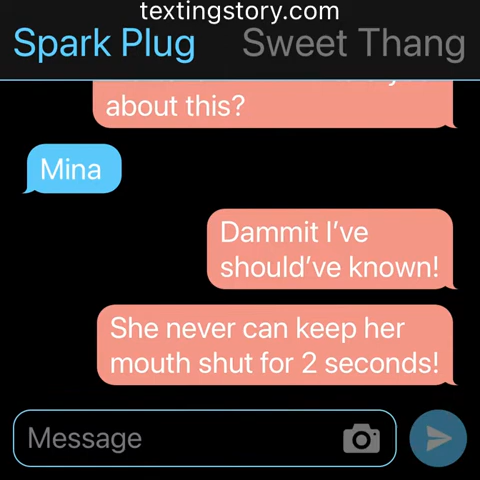 textingstory.com
Spark Plug Sweet Thang
about this?
Mina
Dammit I've
should've known!
She never can keep her
mouth shut for 2 seconds!
Message